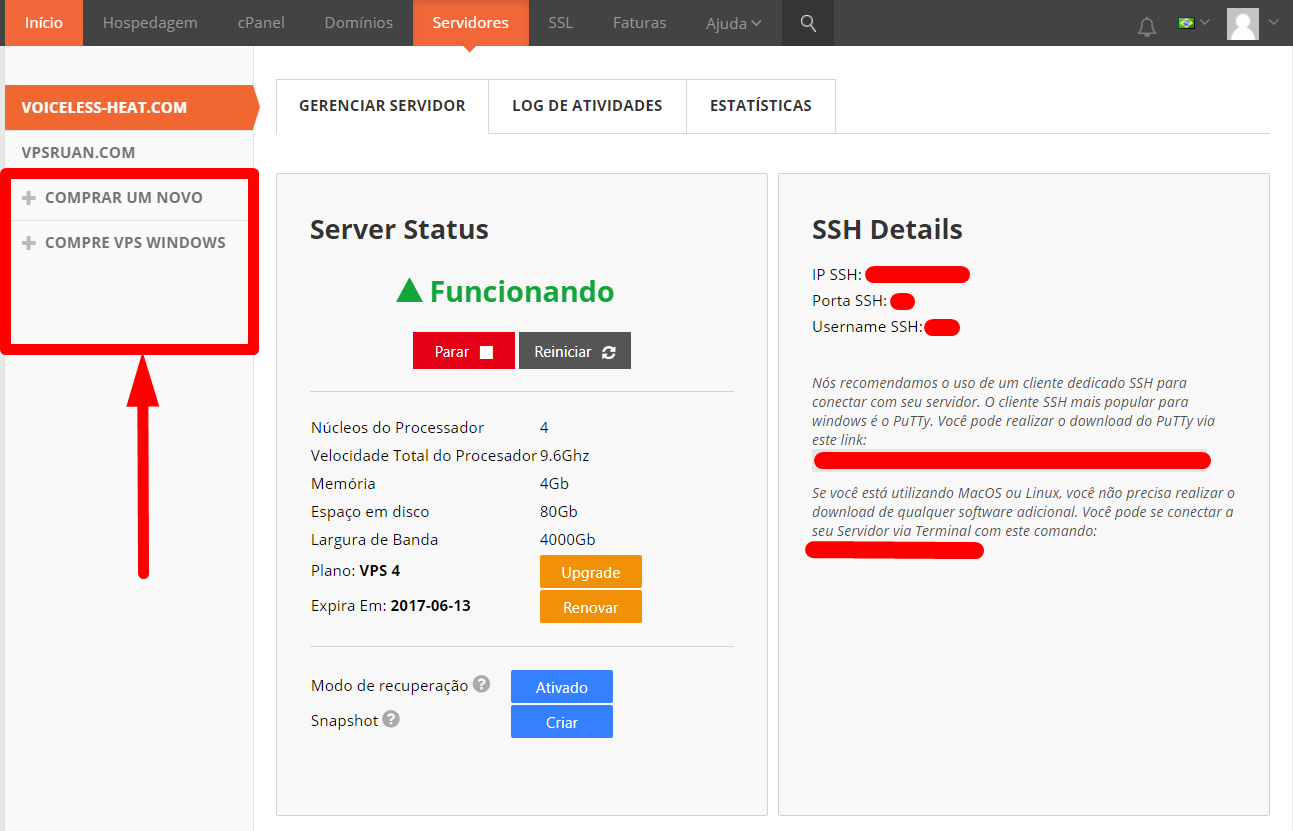 Início Hospedagem cPanel Domínios Servidores SSL Faturas Ajuda
VOICELESS-HEAT.COM
VPSRUAN.COM
COMPRAR UM NOVO
COMPRE VPS WINDOWS
GERENCIAR SERVIDOR LOG DE ATIVIDADES ESTATÍSTICAS
Server Status
Funcionando
Parar Reiniciar
Núcleos do Processador 4
Velocidade Total do Procesador 9.6Ghz
Memória 4Gb
Espaço em disco 80Gb
Largura de Banda 4000Gb
Plano: VPS 4 Upgrade
Expira Em: 2017-06-13 Renovar
Modo de recuperação ? Ativado
Snapshot ? Criar
SSH Details
IP SSH:
Porta SSH:
Username SSH:
Nós recomendamos o uso de um cliente dedicado SSH para
conectar com seu servidor. O cliente SSH mais popular para
windows é o PuTTy. Você pode realizar o download do PuTTy via
este link:
Se você está utilizando MacOS ou Linux, você não precisa realizar o
download de qualquer software adicional. Você pode se conectar a
seu Servidor via Terminal com este comando: